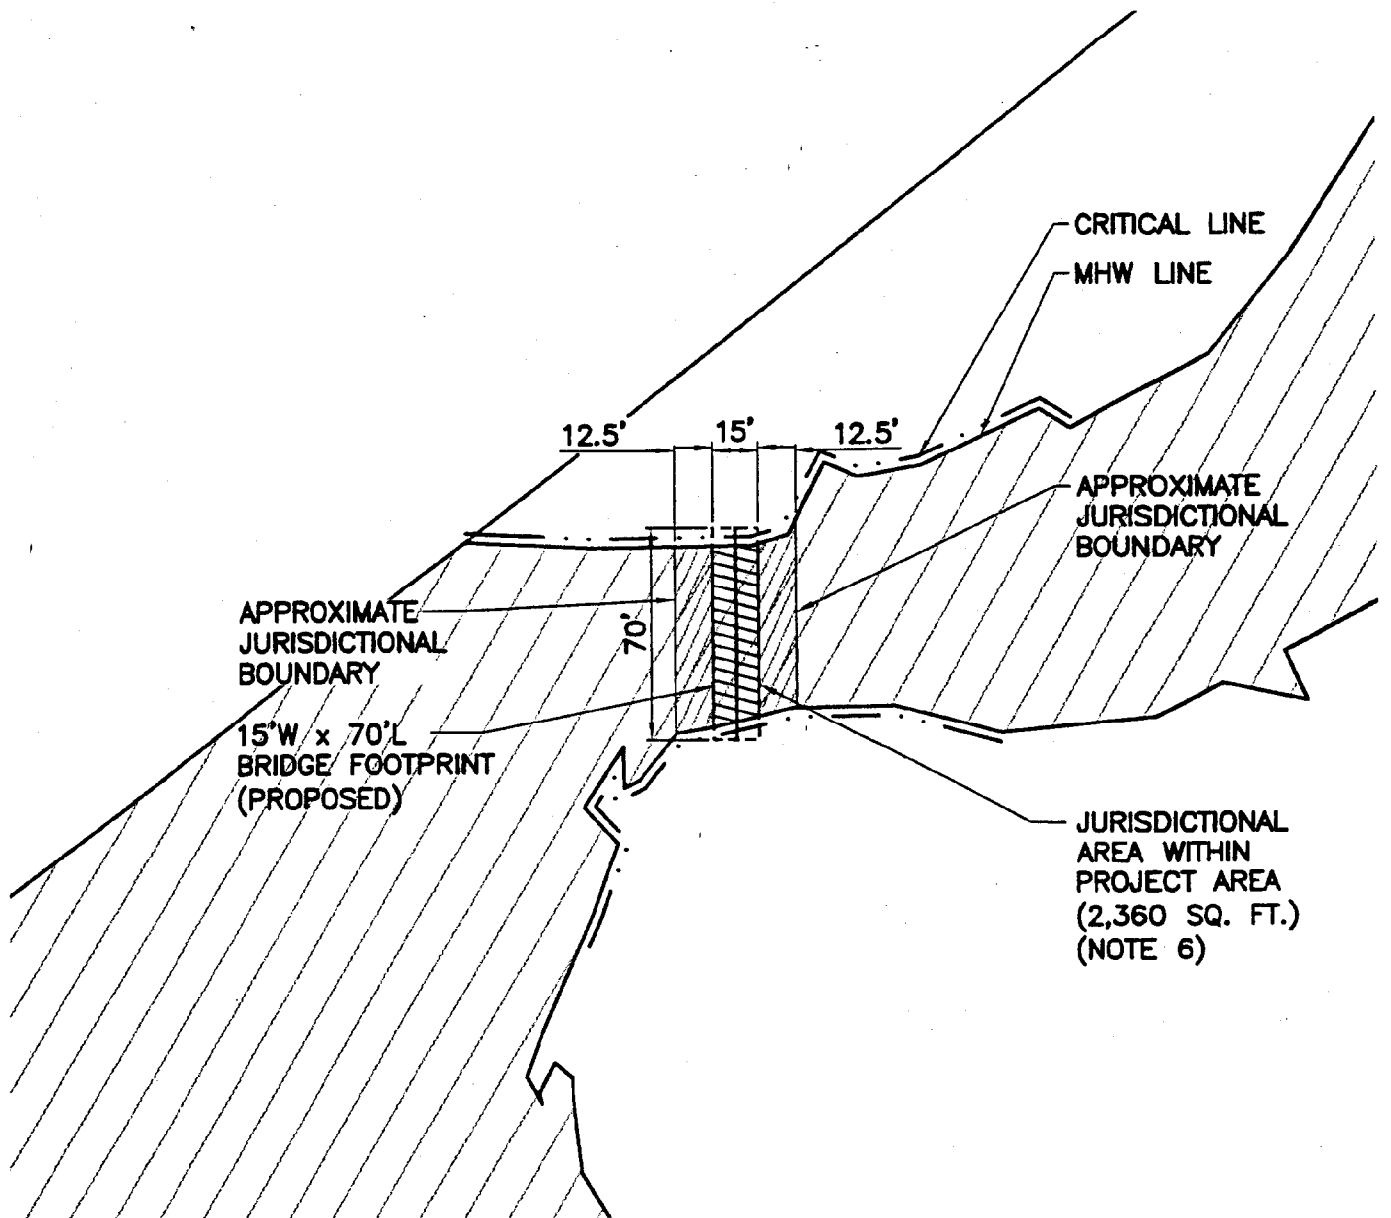 CRITICAL LINE
MHW LINE
12.5'
15'
12.5'
APPROXIMATE
JURISDICTIONAL
BOUNDARY
APPROXIMATE
JURISDICTIONAL
BOUNDARY
70'
15'W x 70'L
BRIDGE FOOTPRINT
(PROPOSED)
JURISDICTIONAL
AREA WITHIN
PROJECT AREA
(2,360 SQ. FT.)
(NOTE 6)